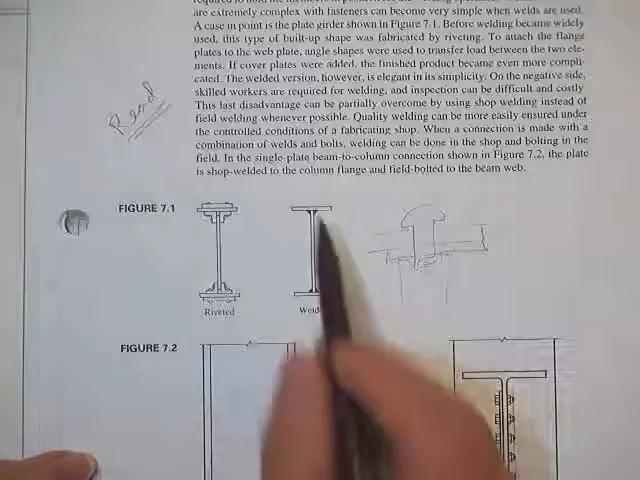 are extremely complex with fasteners can become very simple when welds are used.
A case in point is the plate girder shown in Figure 7.1. Before welding became widely
used, this type of built-up shape was fabricated by riveting. To attach the flange
plates to the web plate, angle shapes were used to transfer load between the two ele-
ments. If cover plates were added, the finished product became even more compli-
cated. The welded version, however, is elegant in its simplicity. On the negative side,
skilled workers are required for welding, and inspection can be difficult and costly
This last disadvantage can be partially overcome by using shop welding instead of
field welding whenever possible. Quality welding can be more easily ensured under
the controlled conditions of a fabricating shop. When a connection is made with a
combination of welds and bolts, welding can be done in the shop and bolting in the
field. In the single-plate beam-to-column connection shown in Figure 7.2, the plate
is shop-welded to the column flange and field-bolted to the beam web.
Read
FIGURE 7.1
Riveted
Weld
FIGURE 7.2